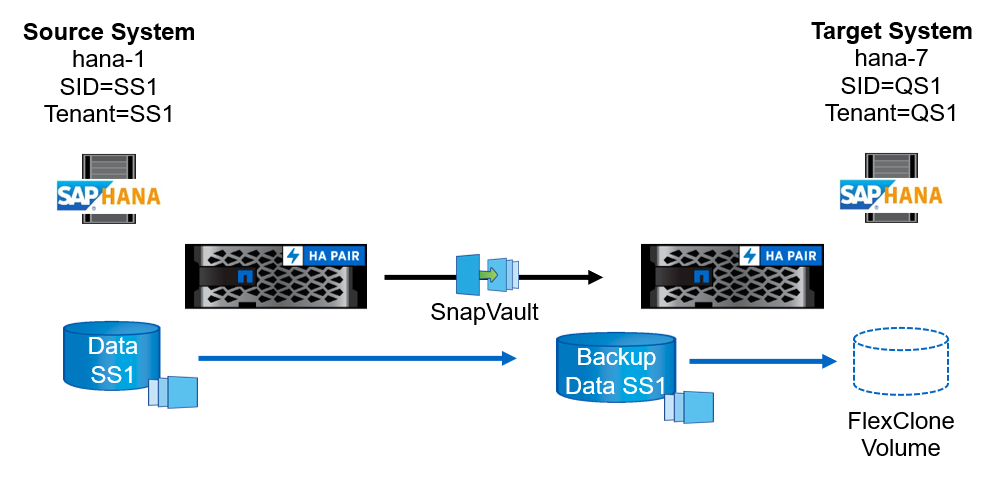 Source System
hana-1
SID=SS1
Tenant=SS1
Target System
hana-7
SID=QS1
Tenant=QS1
SAP HANA
SAP HANA
HA PAIR
HA PAIR
SnapVault
Data
SS1
Backup
Data SS1
FlexClone
Volume